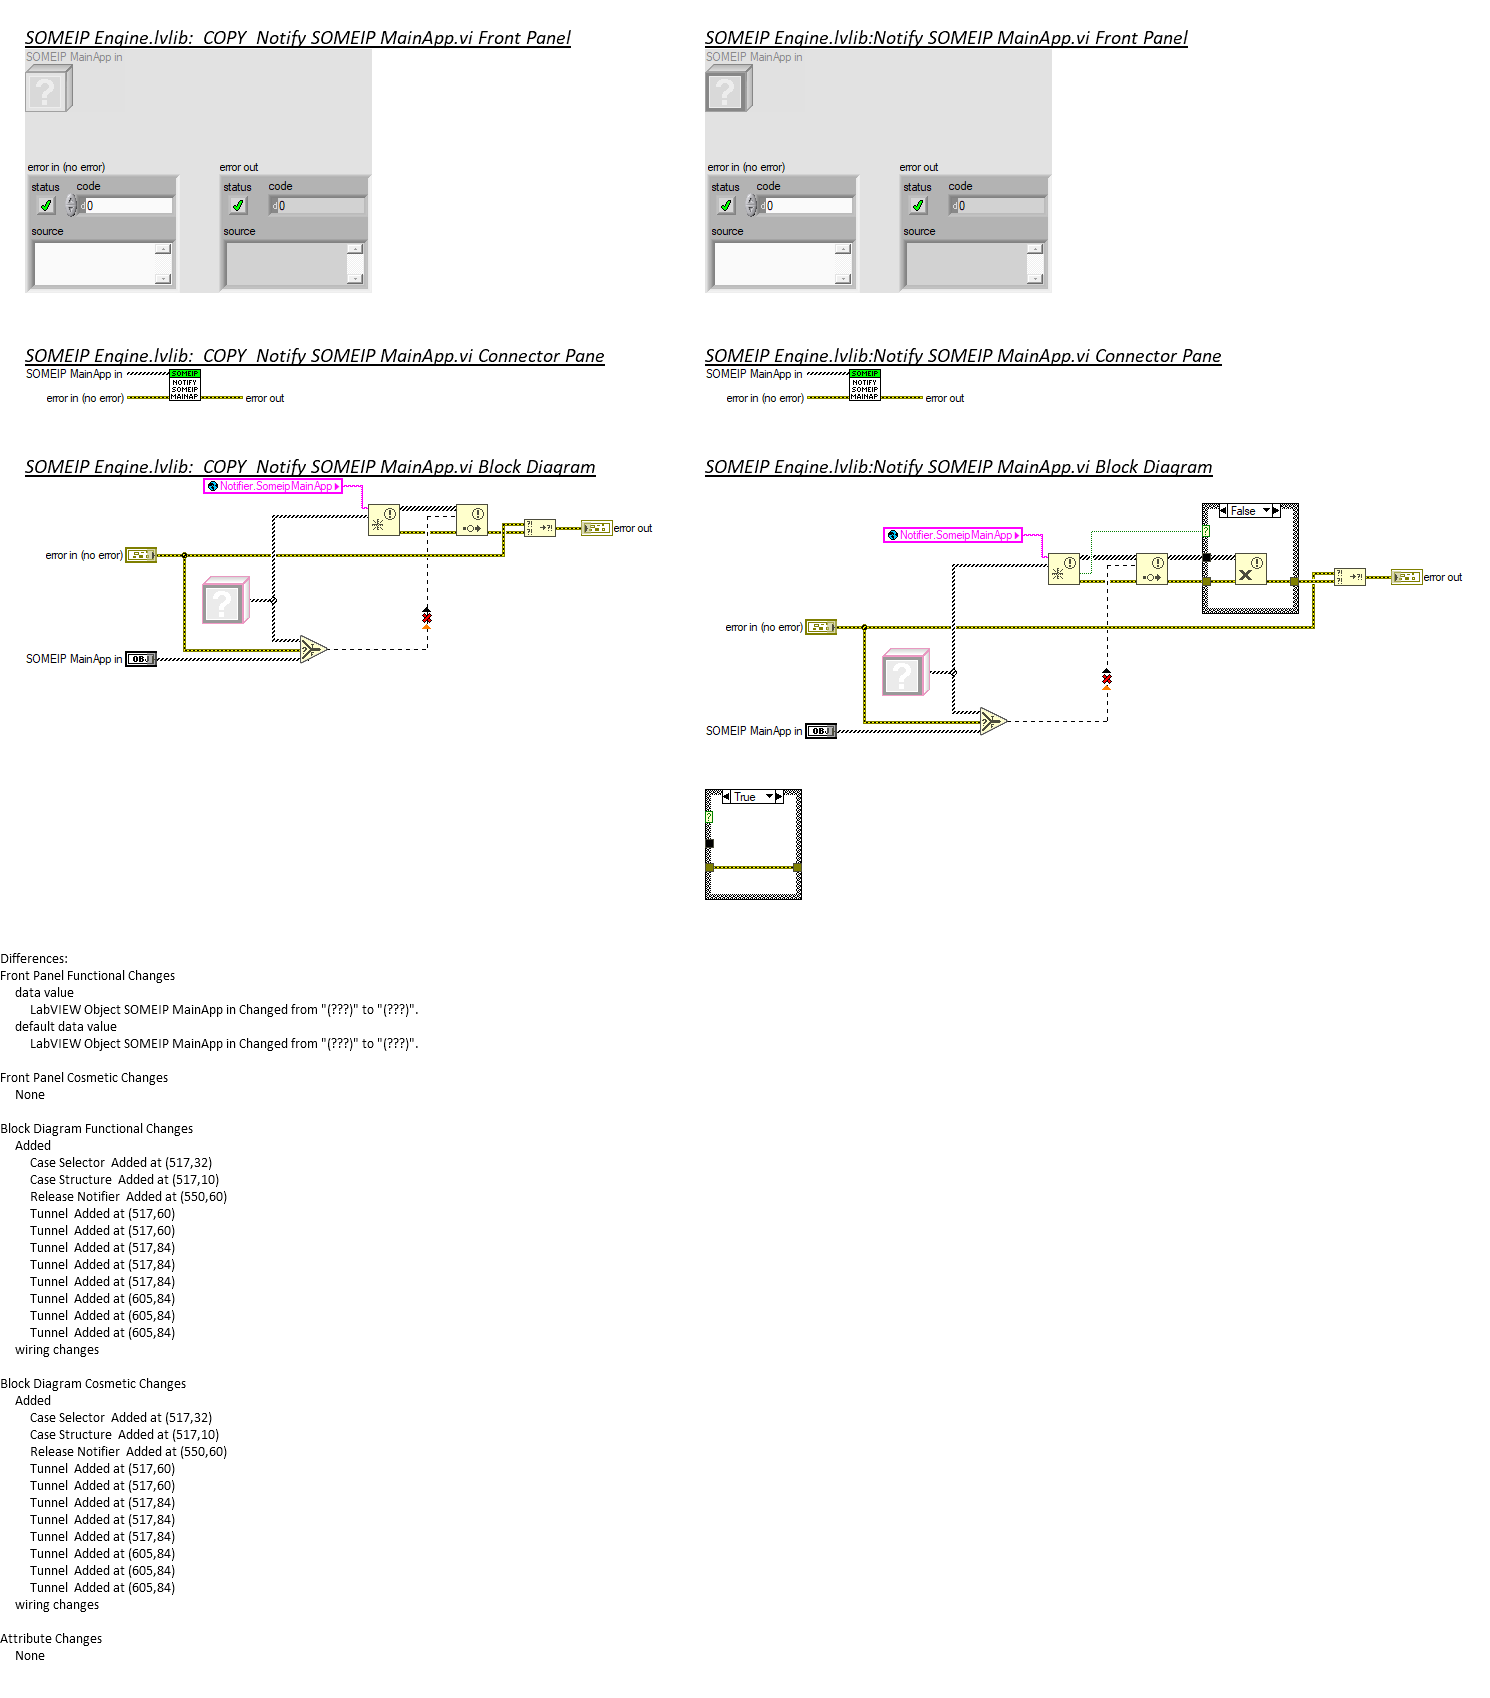 SOMEIP Engine.lvlib:  COPY  Notify SOMEIP MainApp.vi Front Panel
SOMEIP MainApp in
error in (no error)
error out
status
code
status
code
d0
d0
source
source
SOMEIP Engine.lvlib:Notify SOMEIP MainApp.vi Front Panel
SOMEIP MainApp in
error in (no error)
error out
status
code
status
code
d0
d0
source
source
SOMEIP Engine.lvlib:  COPY  Notify SOMEIP MainApp.vi Connector Pane
SOMEIP MainApp in
SOMEIP
NOTIFY
SOMEIP
MAINAP
error in (no error)
error out
SOMEIP Engine.lvlib:Notify SOMEIP MainApp.vi Connector Pane
SOMEIP MainApp in
SOMEIP
NOTIFY
SOMEIP
MAINAP
error in (no error)
error out
SOMEIP Engine.lvlib:  COPY  Notify SOMEIP MainApp.vi Block Diagram
Notifier.SomeipMainApp
error out
error in (no error)
?
SOMEIP MainApp in
OBJ
SOMEIP Engine.lvlib:Notify SOMEIP MainApp.vi Block Diagram
False
Notifier.SomeipMainApp
error out
error in (no error)
?
SOMEIP MainApp in
OBJ
True
?
Differences:
Front Panel Functional Changes
data value
LabVIEW Object SOMEIP MainApp in Changed from "(???)" to "(???)".
default data value
LabVIEW Object SOMEIP MainApp in Changed from "(???)" to "(???)".
Front Panel Cosmetic Changes
None
Block Diagram Functional Changes
Added
Case Selector  Added at (517,32)
Case Structure  Added at (517,10)
Release Notifier  Added at (550,60)
Tunnel  Added at (517,60)
Tunnel  Added at (517,60)
Tunnel  Added at (517,84)
Tunnel  Added at (517,84)
Tunnel  Added at (517,84)
Tunnel  Added at (605,84)
Tunnel  Added at (605,84)
Tunnel  Added at (605,84)
wiring changes
Block Diagram Cosmetic Changes
Added
Case Selector  Added at (517,32)
Case Structure  Added at (517,10)
Release Notifier  Added at (550,60)
Tunnel  Added at (517,60)
Tunnel  Added at (517,60)
Tunnel  Added at (517,84)
Tunnel  Added at (517,84)
Tunnel  Added at (517,84)
Tunnel  Added at (605,84)
Tunnel  Added at (605,84)
Tunnel  Added at (605,84)
wiring changes
Attribute Changes
None